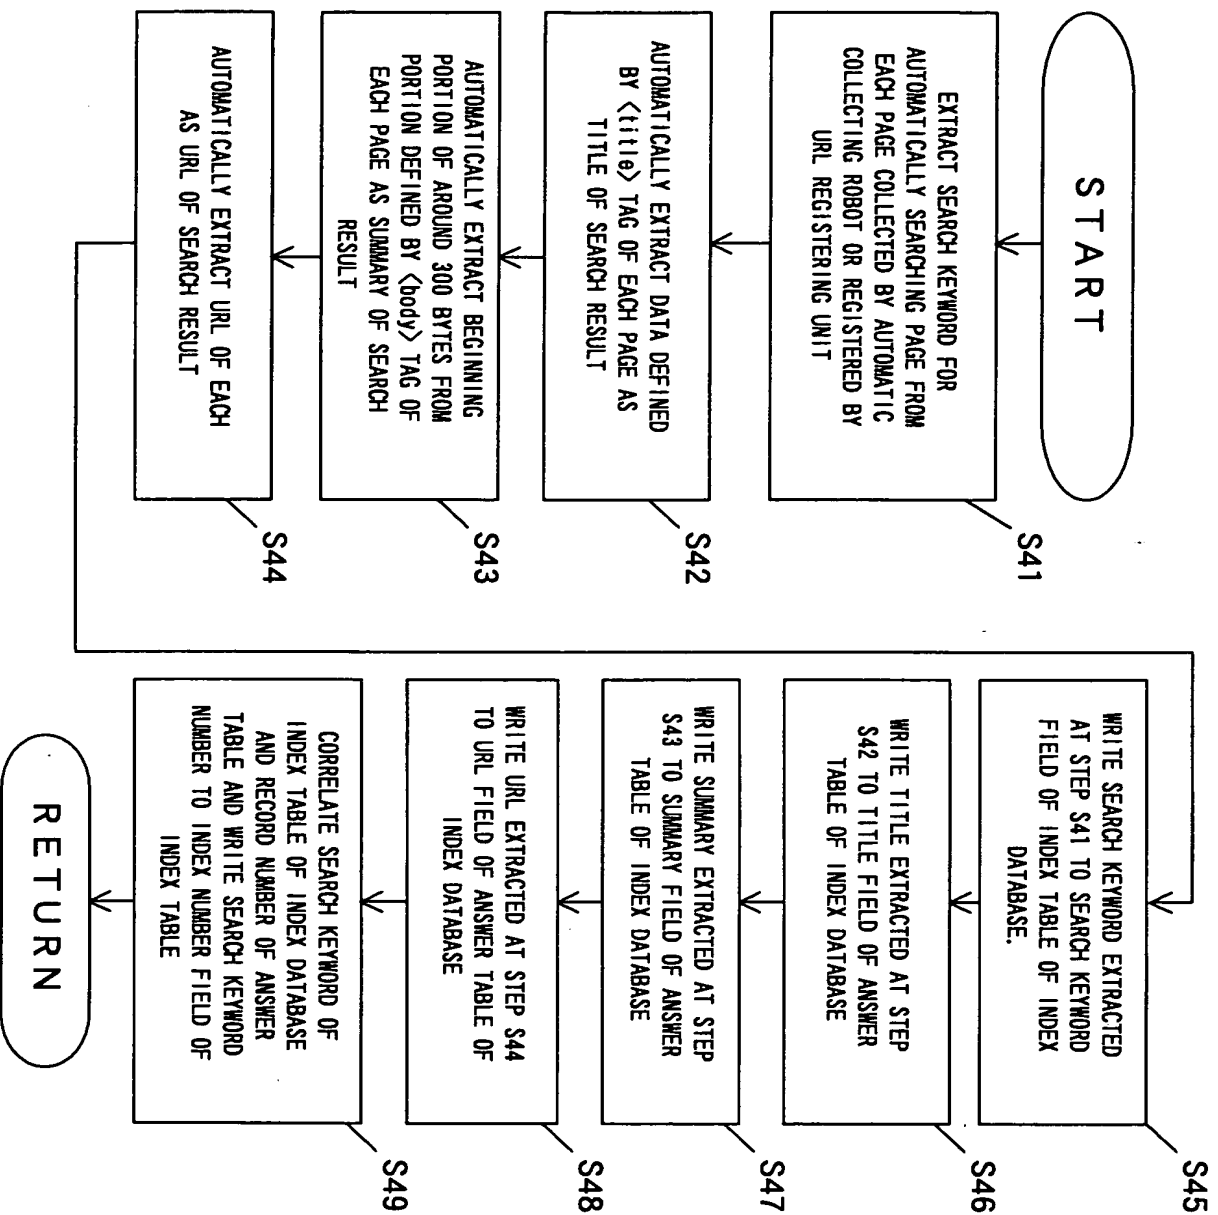 START
EXTRACT SEARCH KEYWORD FOR
AUTOMATICALLY SEARCHING PAGE FROM
EACH PAGE COLLECTED BY AUTOMATIC
COLLECTING ROBOT OR REGISTERED BY
URL REGISTERING UNIT
S41
AUTOMATICALLY EXTRACT DATA DEFINED
BY <title> TAG OF EACH PAGE AS
TITLE OF SEARCH RESULT
S42
AUTOMATICALLY EXTRACT BEGINNING
PORTION OF AROUND 300 BYTES FROM
PORTION DEFINED BY <body> TAG OF
EACH PAGE AS SUMMARY OF SEARCH
RESULT
S43
AUTOMATICALLY EXTRACT URL OF EACH
AS URL OF SEARCH RESULT
S44
WRITE SEARCH KEYWORD EXTRACTED
AT STEP S41 TO SEARCH KEYWORD
FIELD OF INDEX TABLE OF INDEX
DATABASE.
S45
WRITE TITLE EXTRACTED AT STEP
S42 TO TITLE FIELD OF ANSWER
TABLE OF INDEX DATABASE
S46
WRITE SUMMARY EXTRACTED AT STEP
S43 TO SUMMARY FIELD OF ANSWER
TABLE OF INDEX DATABASE
S47
WRITE URL EXTRACTED AT STEP S44
TO URL FIELD OF ANSWER TABLE OF
INDEX DATABASE
S48
CORRELATE SEARCH KEYWORD OF
INDEX TABLE OF INDEX DATABASE
AND RECORD NUMBER OF ANSWER
TABLE AND WRITE SEARCH KEYWORD
NUMBER TO INDEX NUMBER FIELD OF
INDEX TABLE
S49
RETURN